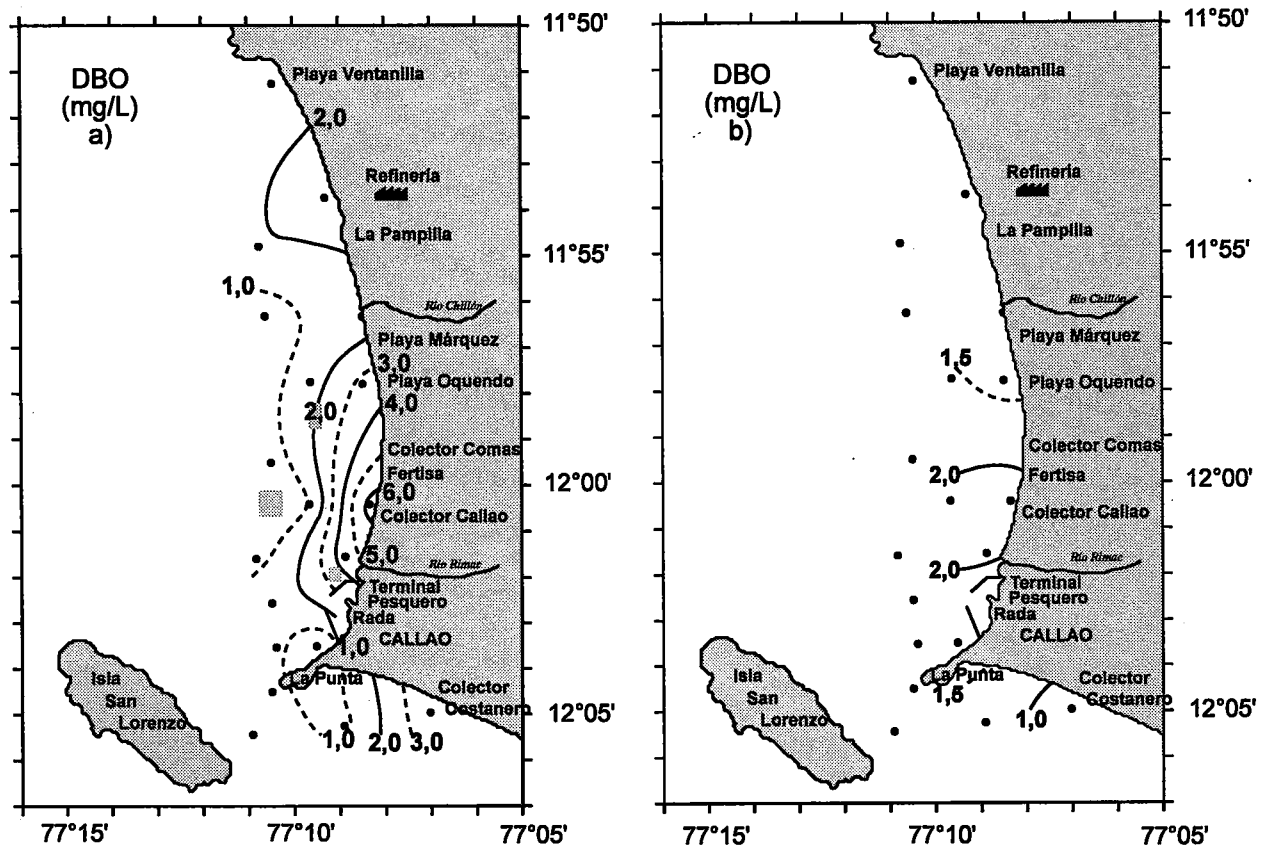 DBO
(mg/L)
a)
Playa Ventanilla
2,0
Refineria
La Pampilla
1,0
Río Chillón
Playa Márquez
3,0
Playa Oquendo
2,0
4,0
Colector Comas
Fertisa
6,0
Colector Callao
5,0
Río Rimac
Terminal
Pesquero
Rada
1,0
CALLAO
La Punta
Colector
Costanero
Isla
San
Lorenzo
1,0
2,0
3,0
11°50'
11°55'
12°00'
12°05'
77°15'
77°10'
77°05'
DBO
(mg/L)
b)
Playa Ventanilla
Refineria
La Pampilla
Río Chillón
Playa Márquez
1,5
Playa Oquendo
Colector Comas
2,0
Fertisa
Colector Callao
Río Rimac
2,0
Terminal
Pesquero
Rada
CALLAO
La Punta
1,5
Colector
Costanero
1,0
Isla
San
Lorenzo
11°50'
11°55'
12°00'
12°05'
77°15'
77°10'
77°05'